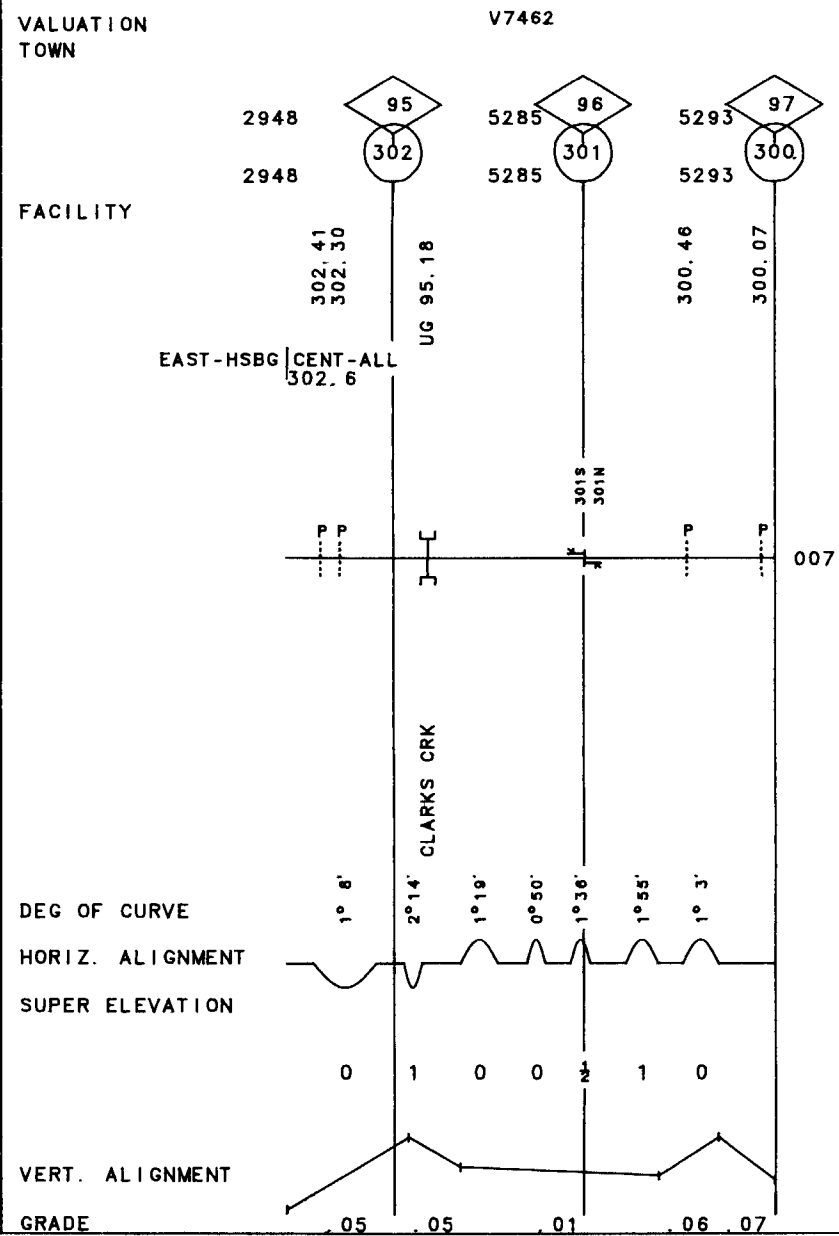 VALUATION V7462
TOWN
95 96 97
2948 5285 5293
302 301 300
2948 5285 5293
FACILITY
302.41
302.30
UG 95.18
300.46
300.07
EAST-HSBG CENT-ALL
302.6
301S
301N
P P P P
007
CLARKS CRK
DEG OF CURVE 1° 8' 2°14' 1°19' 0°50' 1°36' 1°55' 1° 3'
HORIZ. ALIGNMENT
SUPER ELEVATION
0 1 0 0 ½ 1 0
VERT. ALIGNMENT
GRADE .05 .05 .01 .06 .07